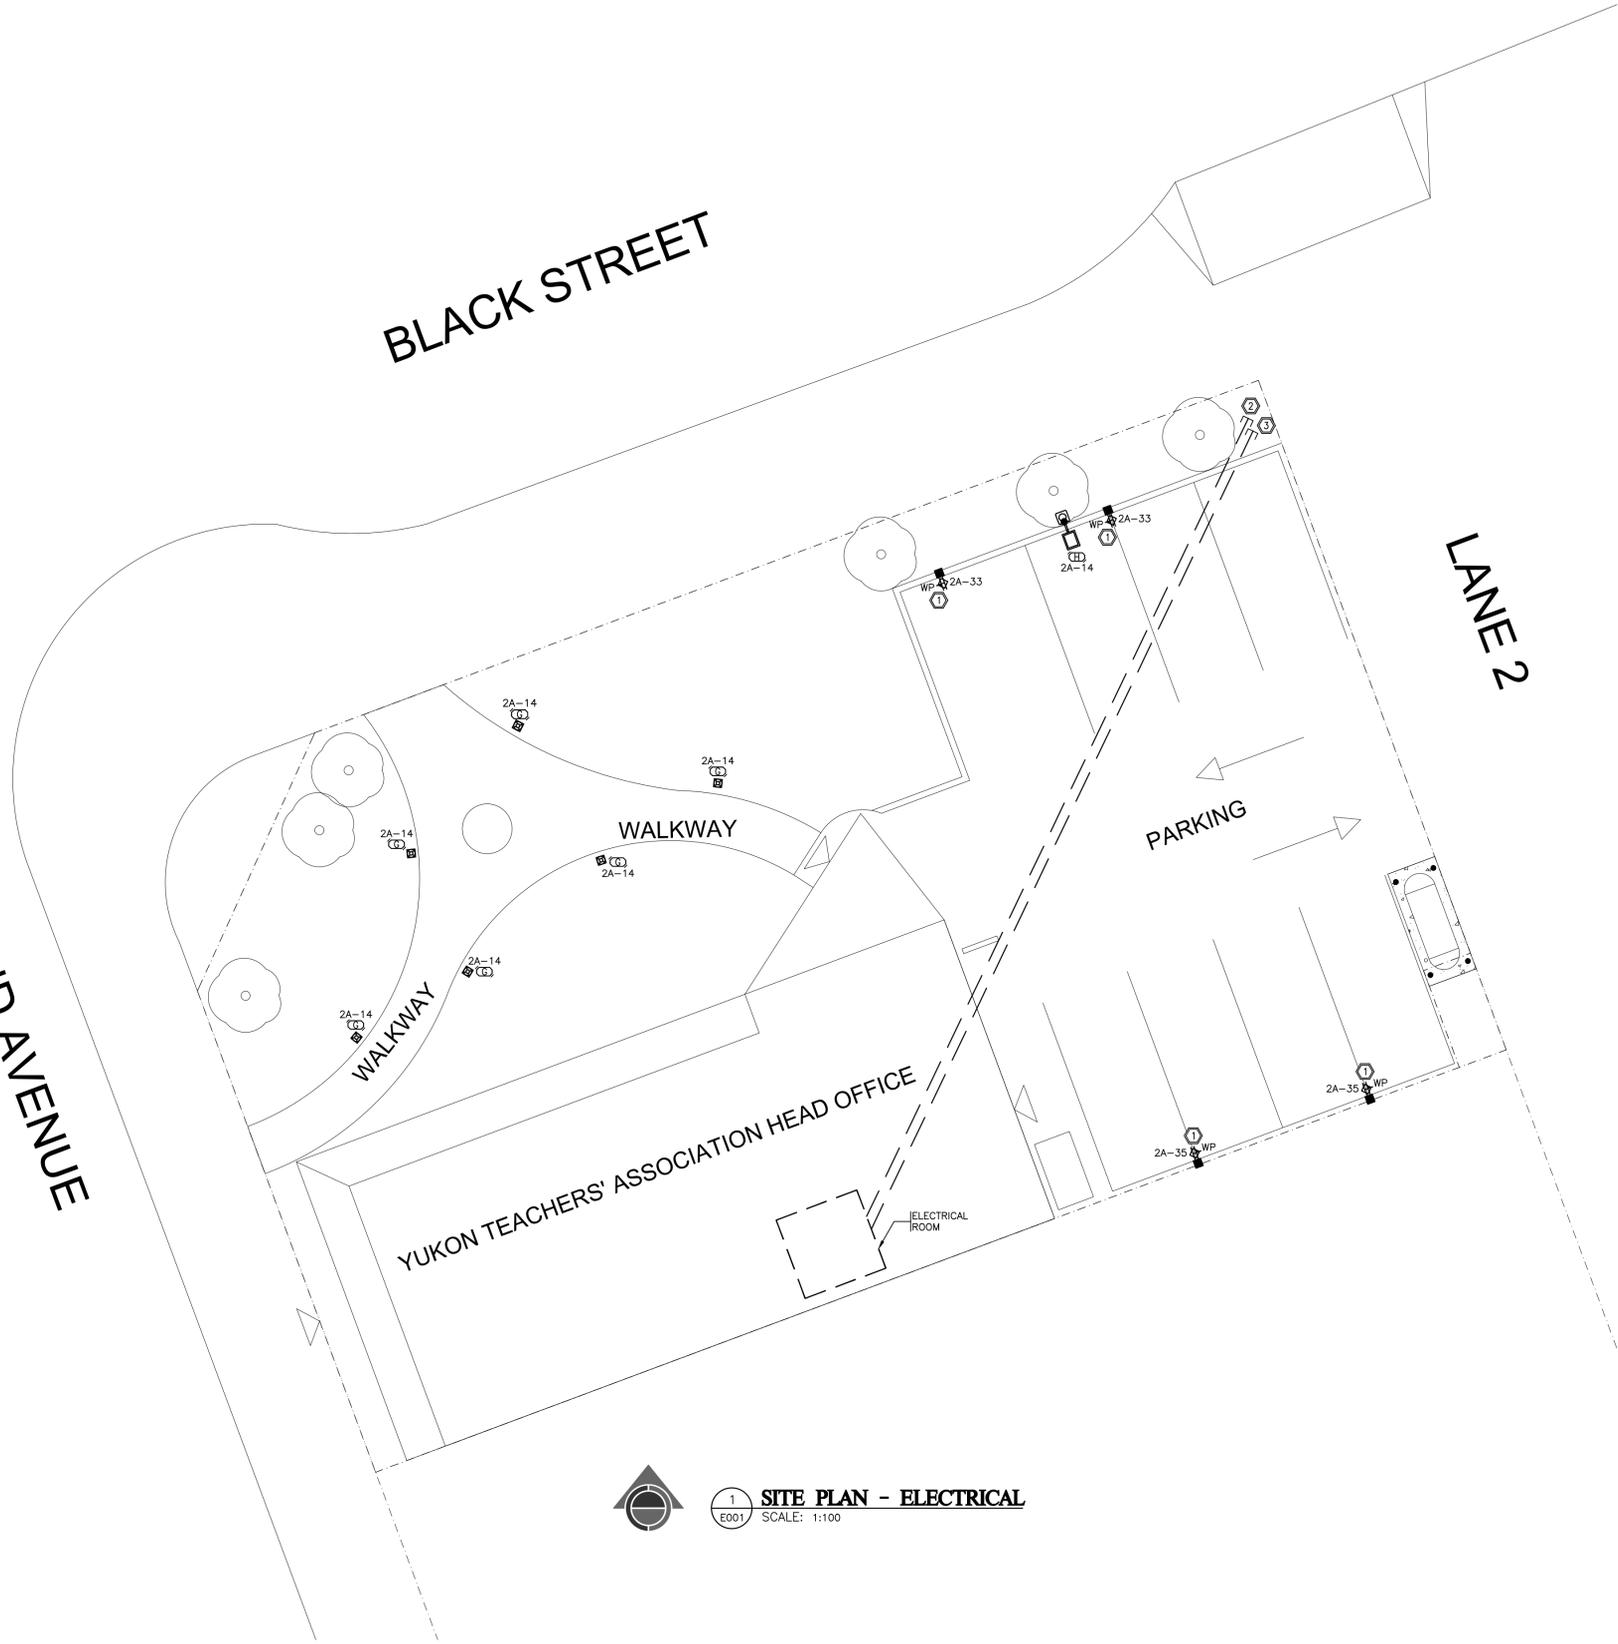 BLACK STREET
2
3
2A-33
WP
1
2A-33
WP
1
H
2A-14
LANE 2
2A-14
G
2A-14
G
2A-14
G
WALKWAY
G
2A-14
PARKING
2A-14
G
2A-14
G
WALKWAY
AVENUE
YUKON TEACHERS' ASSOCIATION HEAD OFFICE
1
2A-35
WP
1
2A-35
WP
ELECTRICAL
ROOM
1
E001
SITE PLAN - ELECTRICAL
SCALE: 1:100